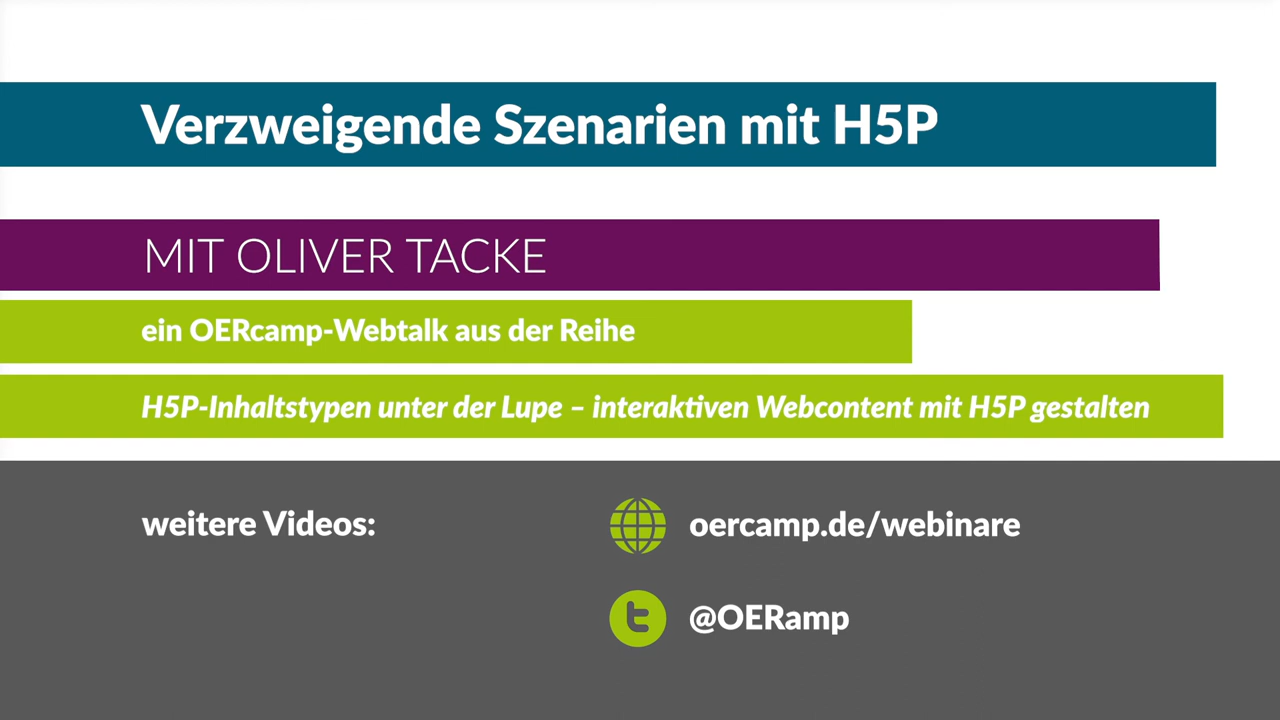 Verzweigende Szenarien mit H5P
MIT OLIVER TACKE
ein OERcamp-Webtalk aus der Reihe
H5P-Inhaltstypen unter der Lupe – interaktiven Webcontent mit H5P gestalten
weitere Videos:
oercamp.de/webinare
@OERamp